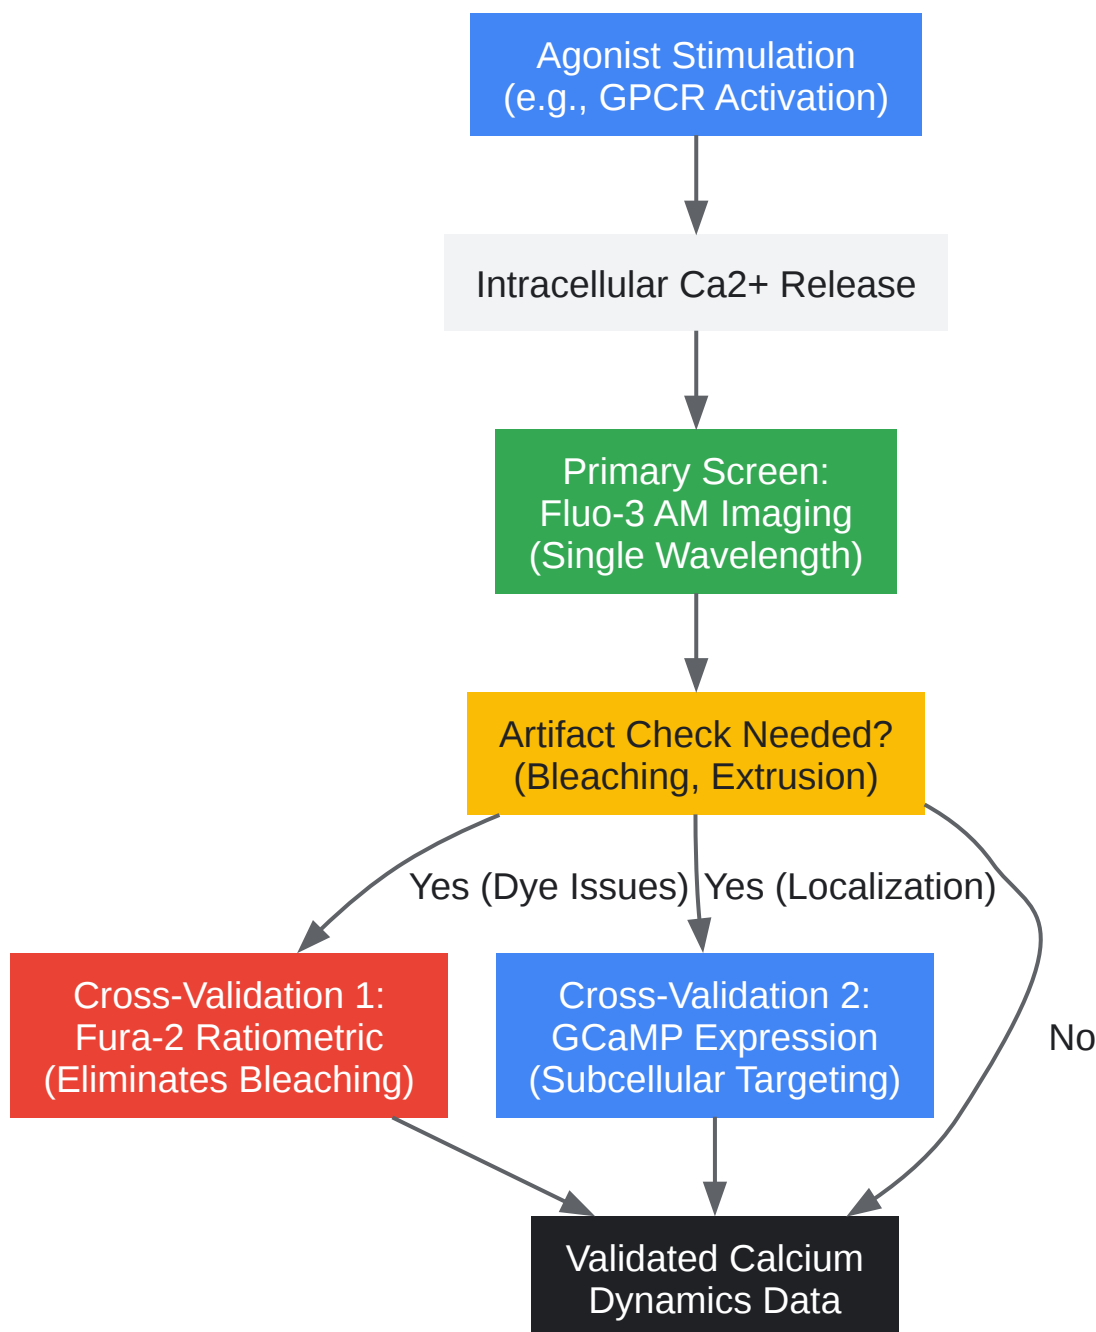 Agonist Stimulation
(e.g., GPCR Activation)
Intracellular Ca2+ Release
Primary Screen:
Fluo-3 AM Imaging
(Single Wavelength)
Artifact Check Needed?
(Bleaching, Extrusion)
Yes (Dye Issues)
Yes (Localization)
Cross-Validation 1:
Fura-2 Ratiometric
(Eliminates Bleaching)
Cross-Validation 2:
GCaMP Expression
(Subcellular Targeting)
No
Validated Calcium
Dynamics Data